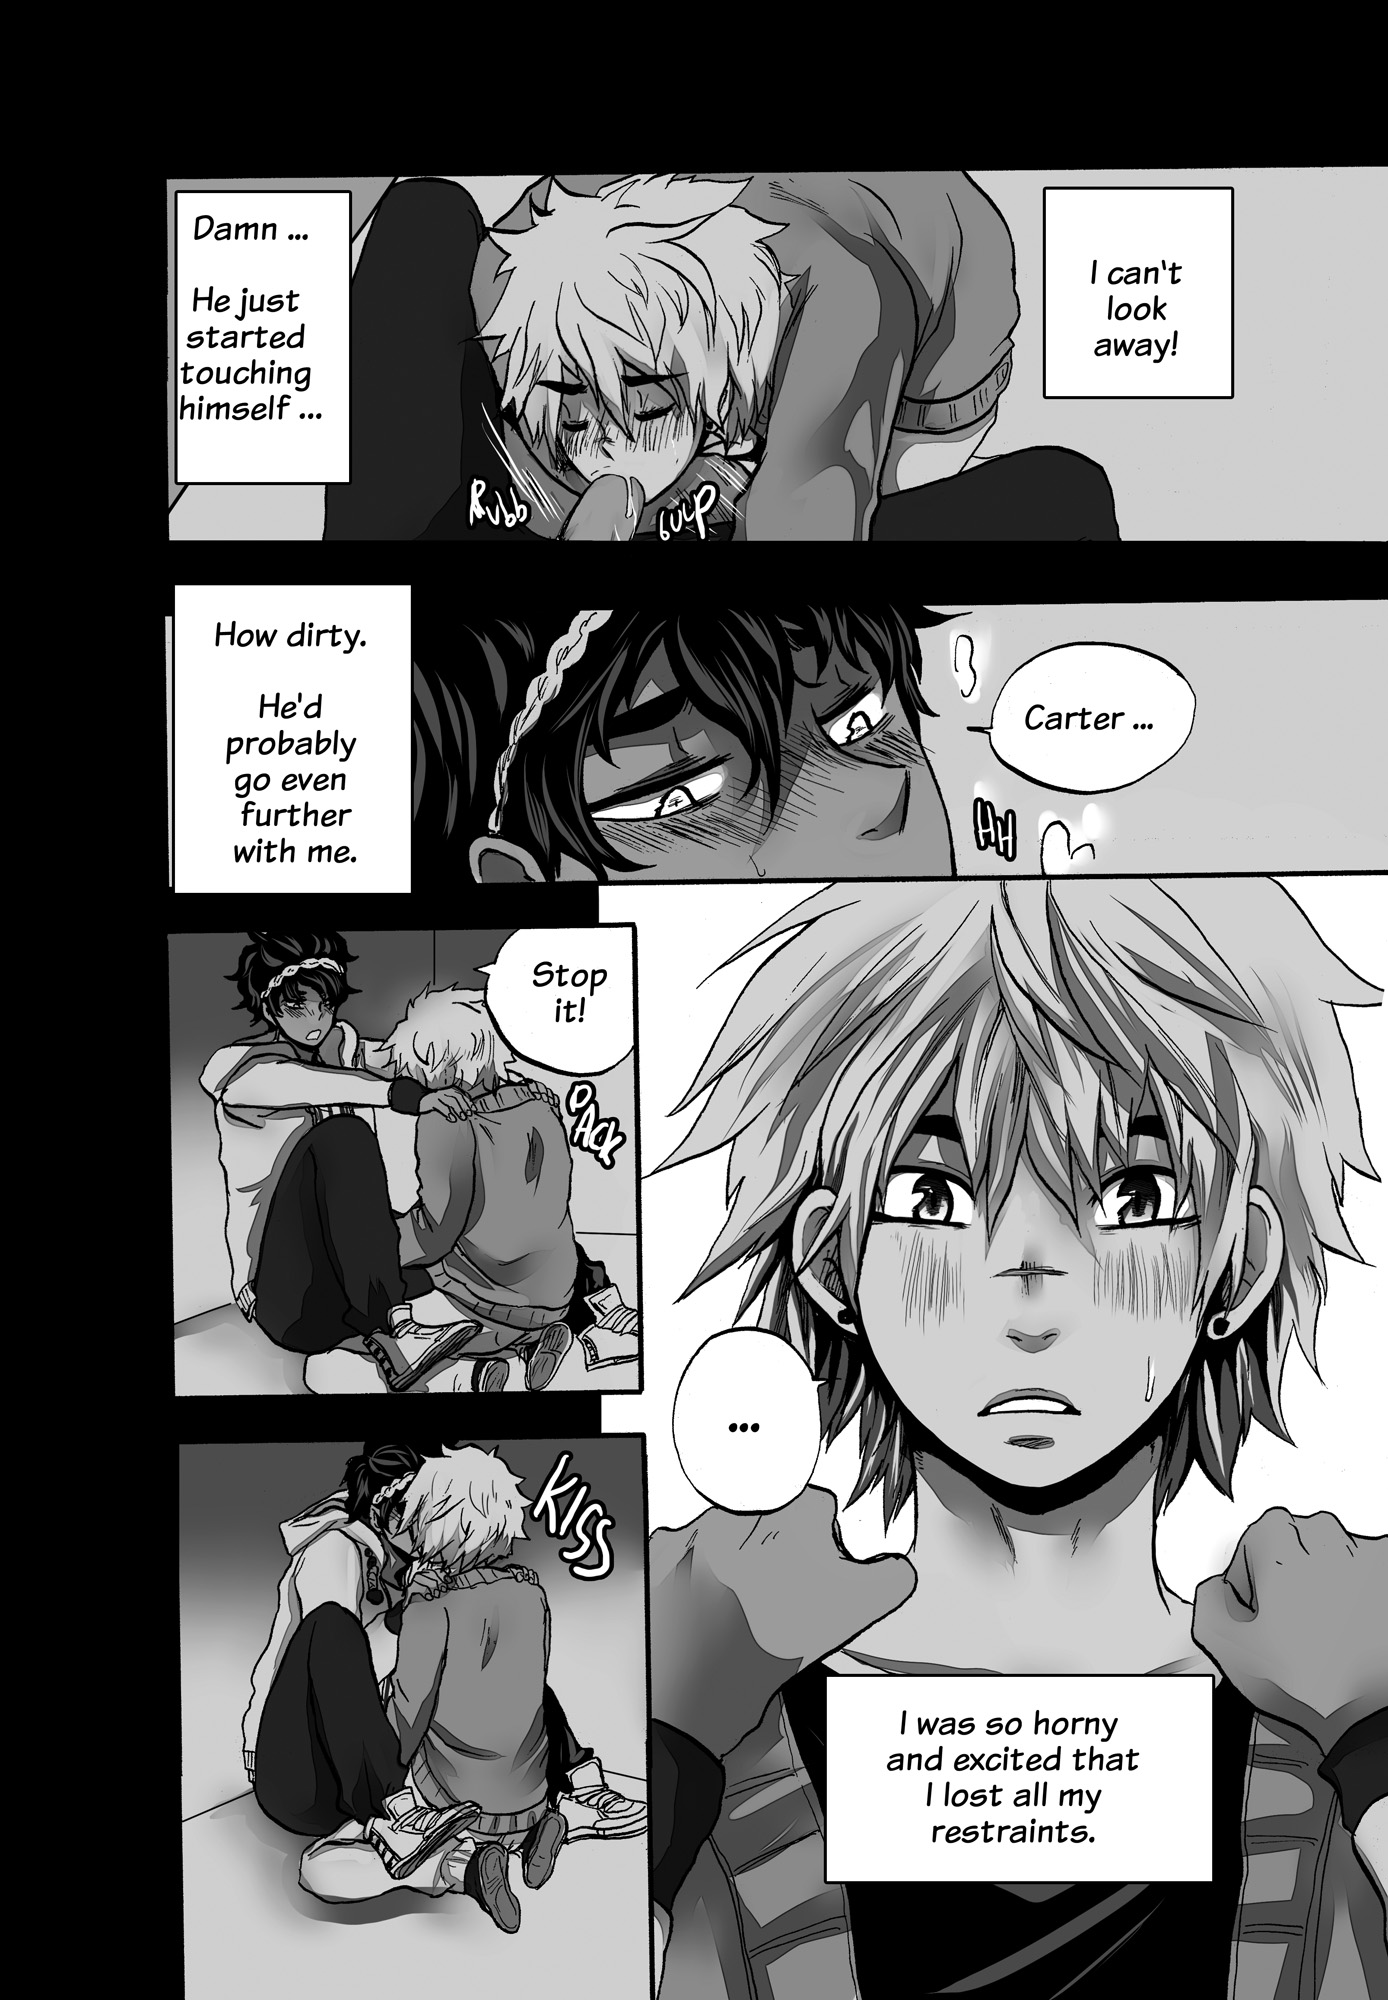 Damn ...
He just
started
touching
himself ...
I can't
look
away!
Rubb
GULP
How dirty.
He'd
probably
go even
further
with me.
Carter ...
HH
Stop
it!
PACK
...
KISS
I was so horny
and excited that
I lost all my
restraints.